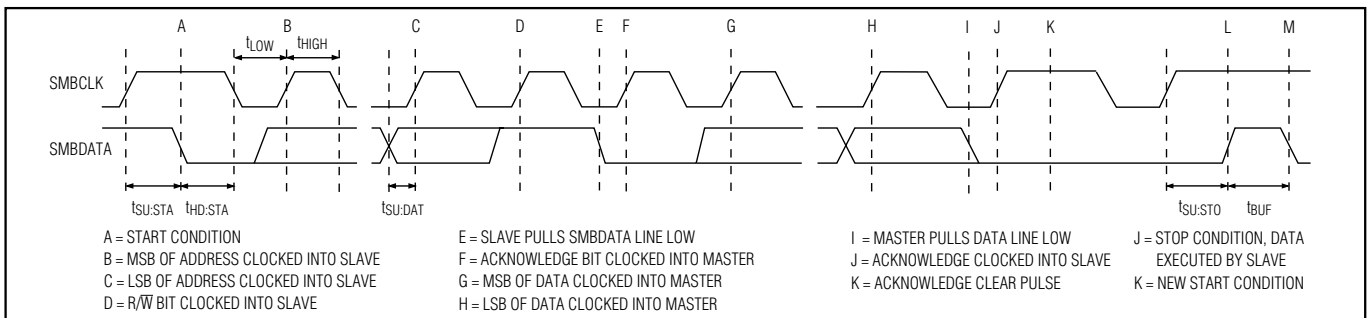 A B C D E F G H I J K L M
tLOW tHIGH
SMBCLK
SMBDATA
tSU:STA tHD:STA tSU:DAT tSU:STO tBUF
A = START CONDITION
B = MSB OF ADDRESS CLOCKED INTO SLAVE
C = LSB OF ADDRESS CLOCKED INTO SLAVE
D = R/W̅ BIT CLOCKED INTO SLAVE
E = SLAVE PULLS SMBDATA LINE LOW
F = ACKNOWLEDGE BIT CLOCKED INTO MASTER
G = MSB OF DATA CLOCKED INTO MASTER
H = LSB OF DATA CLOCKED INTO MASTER
I = MASTER PULLS DATA LINE LOW
J = ACKNOWLEDGE CLOCKED INTO SLAVE
K = ACKNOWLEDGE CLEAR PULSE
J = STOP CONDITION, DATA
EXECUTED BY SLAVE
K = NEW START CONDITION